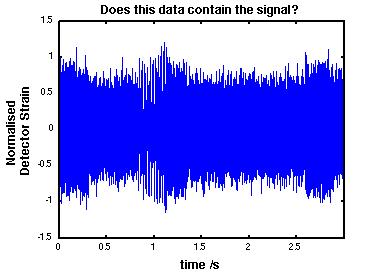 Does this data contain the signal?
1.5
1
0.5
0
-0.5
-1
-1.5
Normalised
Detector Strain
0 0.5 1 1.5 2 2.5
time /s